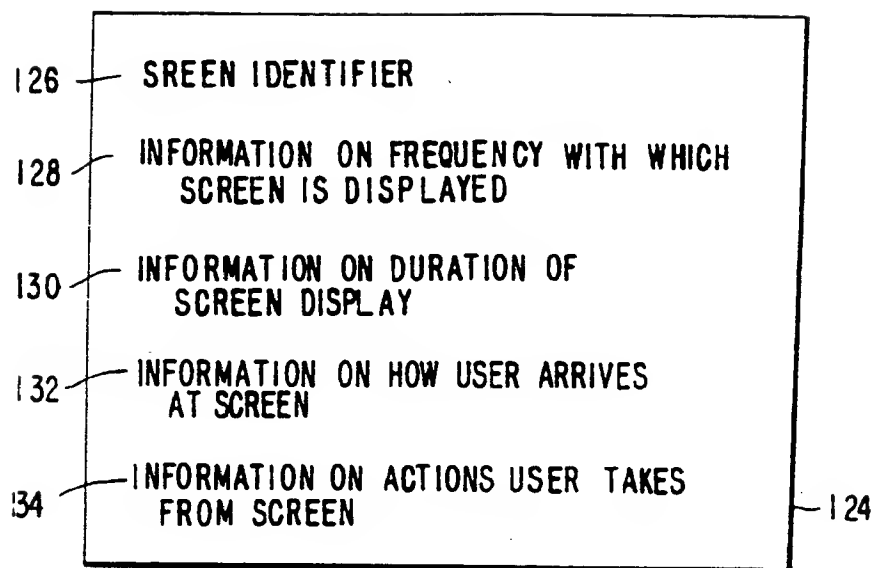 126 SREEN IDENTIFIER
128 INFORMATION ON FREQUENCY WITH WHICH
SCREEN IS DISPLAYED
130 INFORMATION ON DURATION OF
SCREEN DISPLAY
132 INFORMATION ON HOW USER ARRIVES
AT SCREEN
134 INFORMATION ON ACTIONS USER TAKES
FROM SCREEN
124